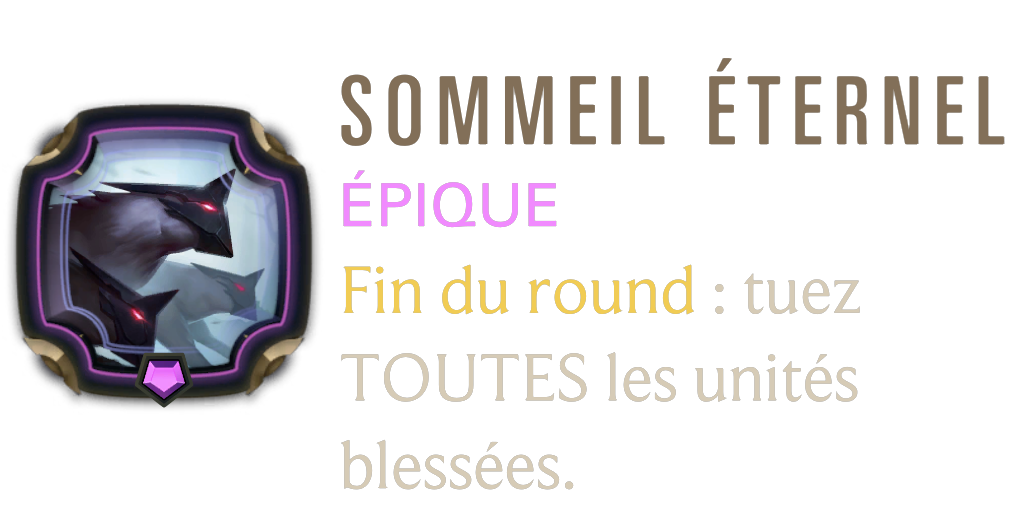 SOMMEIL ÉTERNEL
ÉPIQUE
Fin du round : tuez
TOUTES les unités
blessées.